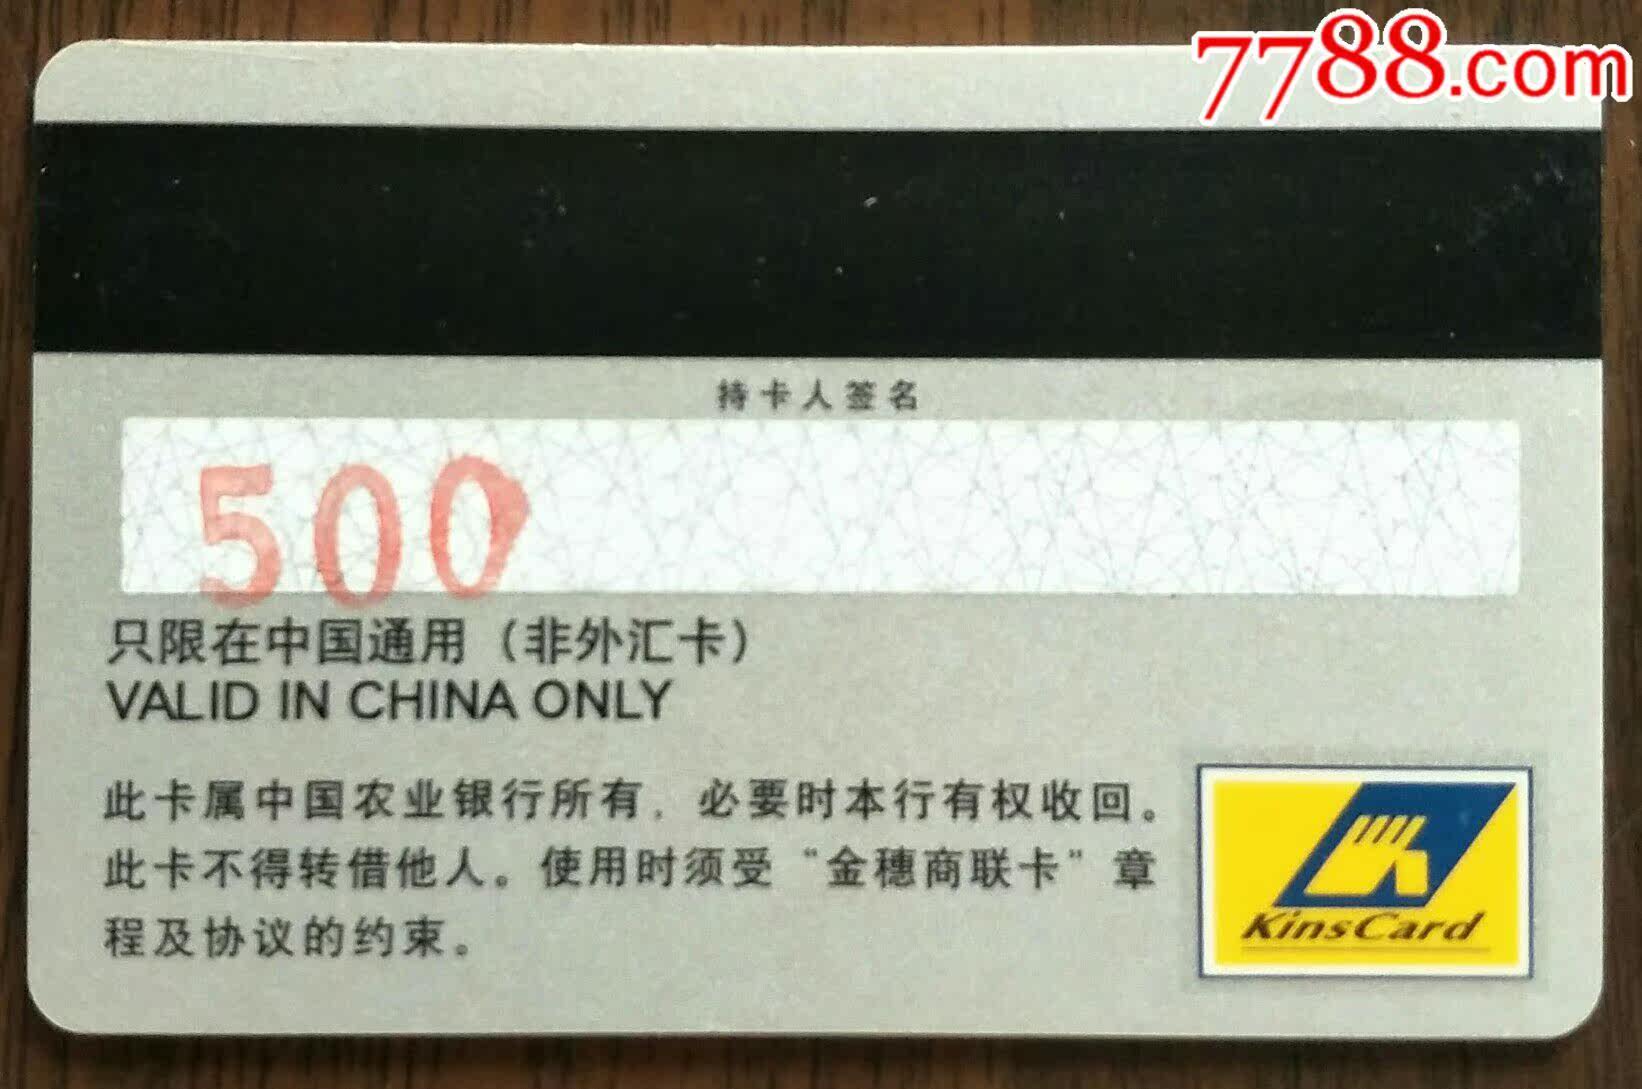 7788.com
持卡人签名
500
只限在中国通用（非外汇卡）
VALID IN CHINA ONLY
此卡属中国农业银行所有，必要时本行有权收回。
此卡不得转借他人。使用时须受“金穗商联卡”章
程及协议的约束。
KinsCard